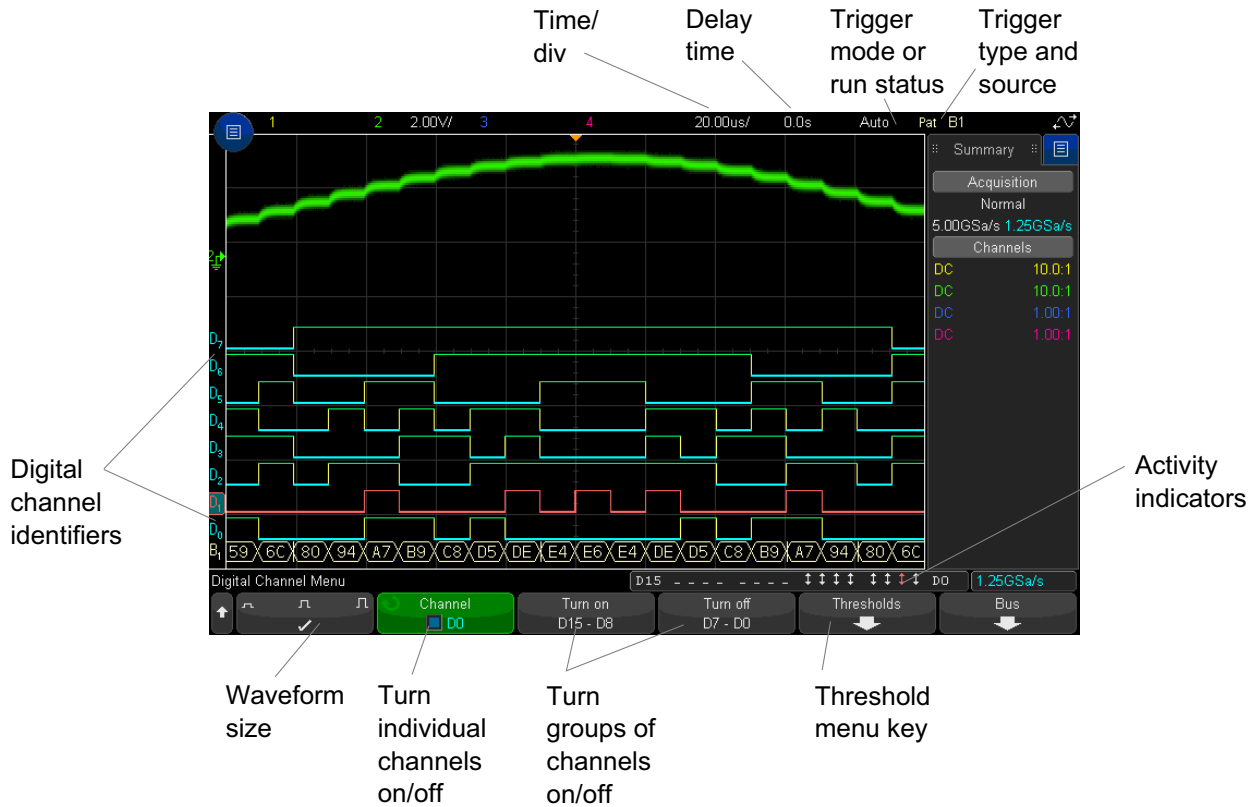 Time/
div
Delay
time
Trigger
mode or
run status
Trigger
type and
source
1 2 2.00V/ 3 4 20.00us/ 0.0s Auto Pat B1
Summary
Acquisition
Normal
5.00GSa/s 1.25GSa/s
Channels
DC 10.0:1
DC 10.0:1
DC 1.00:1
DC 1.00:1
2
D7
D6
D5
D4
D3
D2
D1
D0
B1 59 6C 80 94 A7 B9 C8 D5 DE E4 E6 E4 DE D5 C8 B9 A7 94 80 6C
Digital
channel
identifiers
Activity
indicators
Digital Channel Menu D15 D0 1.25GSa/s
Channel
D0
Turn on
D15 - D8
Turn off
D7 - D0
Thresholds
Bus
Waveform
size
Turn
individual
channels
on/off
Turn
groups of
channels
on/off
Threshold
menu key